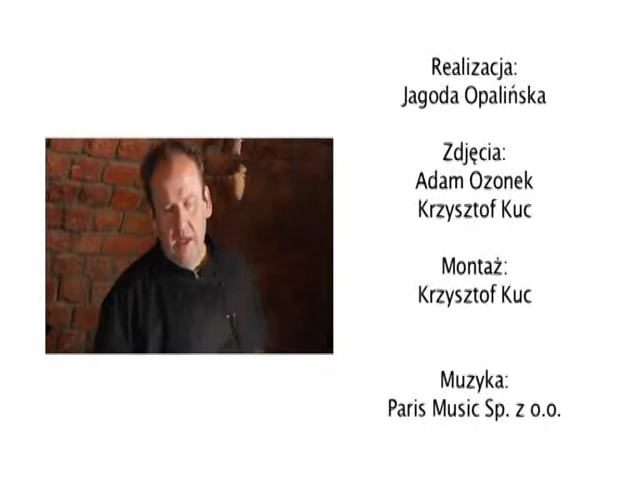 Realizacja:
Jagoda Opalińska
Zdjęcia:
Adam Ozonek
Krzysztof Kuc
Montaż:
Krzysztof Kuc
Muzyka:
Paris Music Sp. z o.o.